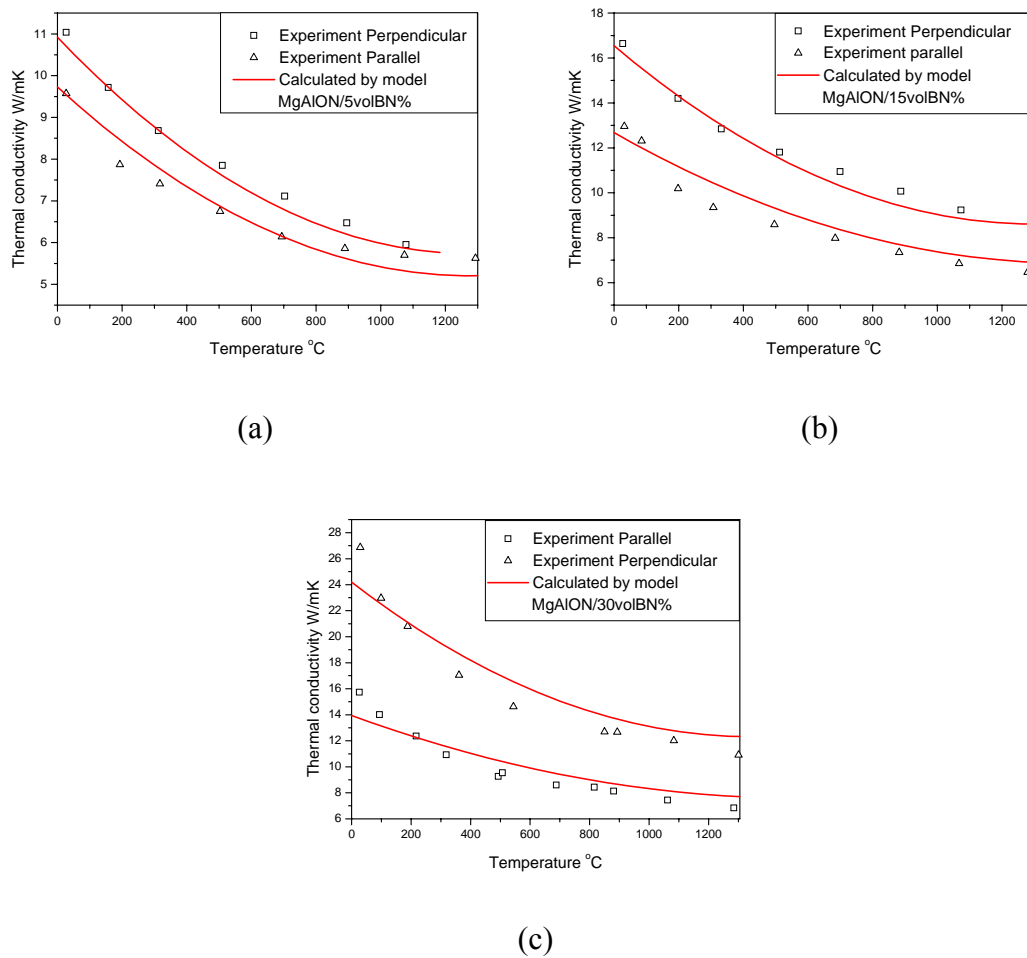 Experiment Perpendicular
Experiment Parallel
Calculated by model
MgAlON/5volBN%
11
10
9
8
7
6
5
0 200 400 600 800 1000 1200
Thermal conductivity W/mK
Temperature °C
(a)
Experiment Perpendicular
Experiment parallel
Calculated by model
MgAlON/15volBN%
18
16
14
12
10
8
6
0 200 400 600 800 1000 1200
Thermal conductivity W/mK
Temperature °C
(b)
Experiment Parallel
Experiment Perpendicular
Calculated by model
MgAlON/30volBN%
28
26
24
22
20
18
16
14
12
10
8
6
0 200 400 600 800 1000 1200
Thermal conductivity W/mK
Temperature °C
(c)